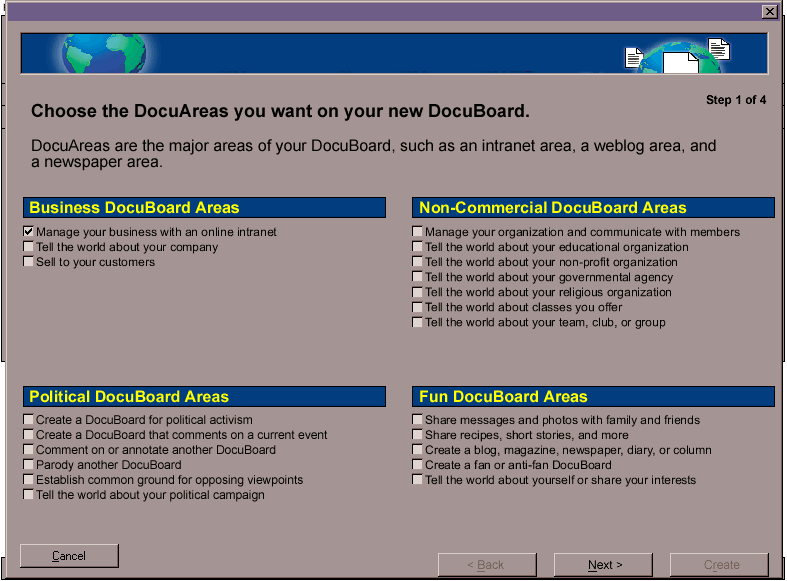 Step 1 of 4
Choose the DocuAreas you want on your new DocuBoard.
DocuAreas are the major areas of your DocuBoard, such as an intranet area, a weblog area, and
a newspaper area.
Business DocuBoard Areas
Manage your business with an online intranet
Tell the world about your company
Sell to your customers
Non-Commercial DocuBoard Areas
Manage your organization and communicate with members
Tell the world about your educational organization
Tell the world about your non-profit organization
Tell the world about your governmental agency
Tell the world about your religious organization
Tell the world about classes you offer
Tell the world about your team, club, or group
Political DocuBoard Areas
Create a DocuBoard for political activism
Create a DocuBoard that comments on a current event
Comment on or annotate another DocuBoard
Parody another DocuBoard
Establish common ground for opposing viewpoints
Tell the world about your political campaign
Fun DocuBoard Areas
Share messages and photos with family and friends
Share recipes, short stories, and more
Create a blog, magazine, newspaper, diary, or column
Create a fan or anti-fan DocuBoard
Tell the world about yourself or share your interests
Cancel
< Back
Next >
Create